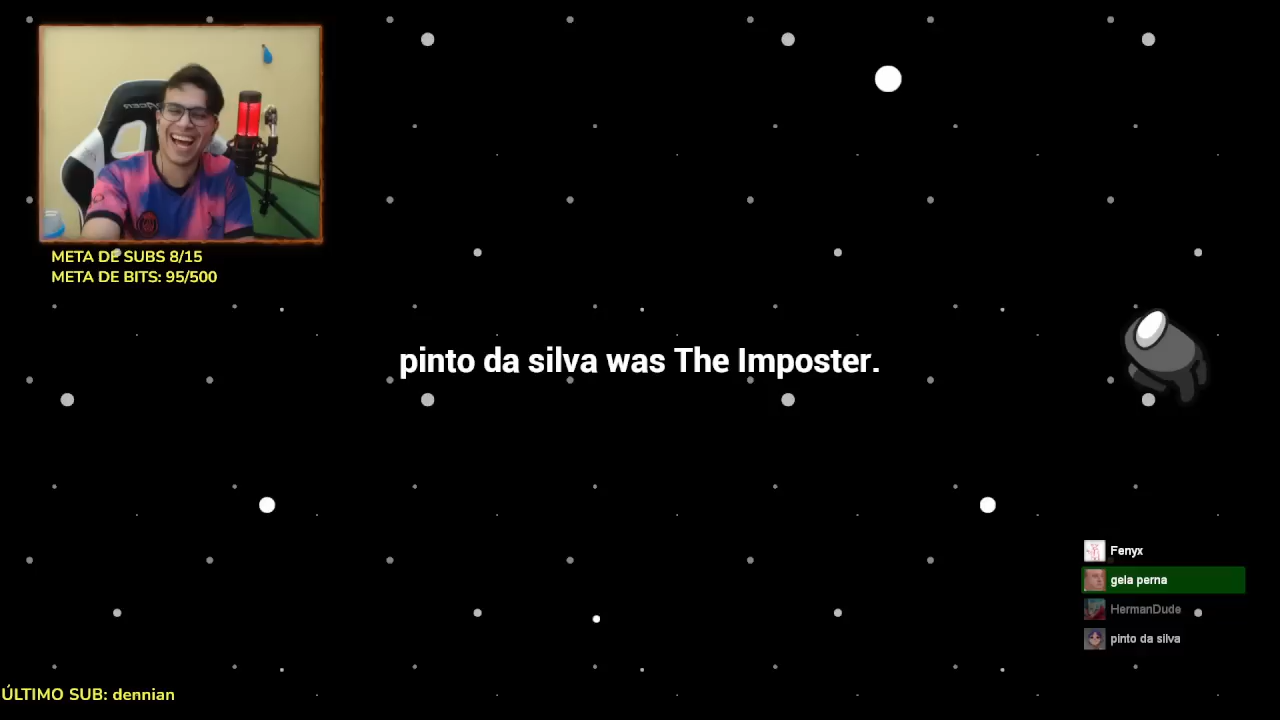 META DE SUBS 8/15
META DE BITS: 95/500
pinto da silva was The Imposter.
Fenyx
gela perna
HermanDude
pinto da silva
ÚLTIMO SUB: dennian